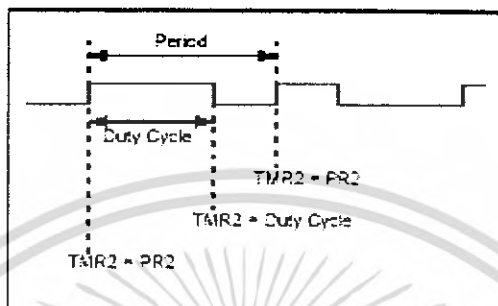 Period
Duty Cycle
TMR2 = PR2
TMR2 = Duty Cycle
TMR2 = PR2